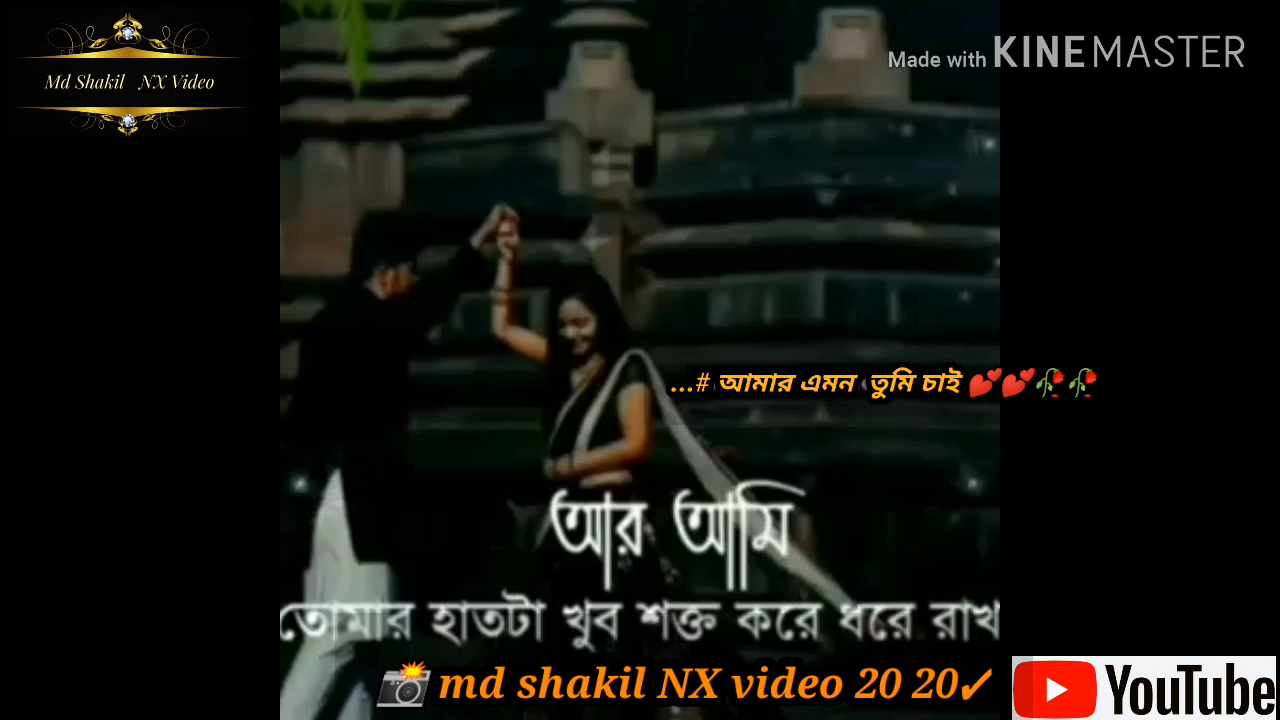 Md Shakil NX Video
Made with KINEMASTER
...# আমার এমন তুমি চাই 💕💕🥀🥀
আর আমি
তোমার হাতটা খুব শক্ত করে ধরে রাখ
📸 md shakil NX video 20 20✓
YouTube